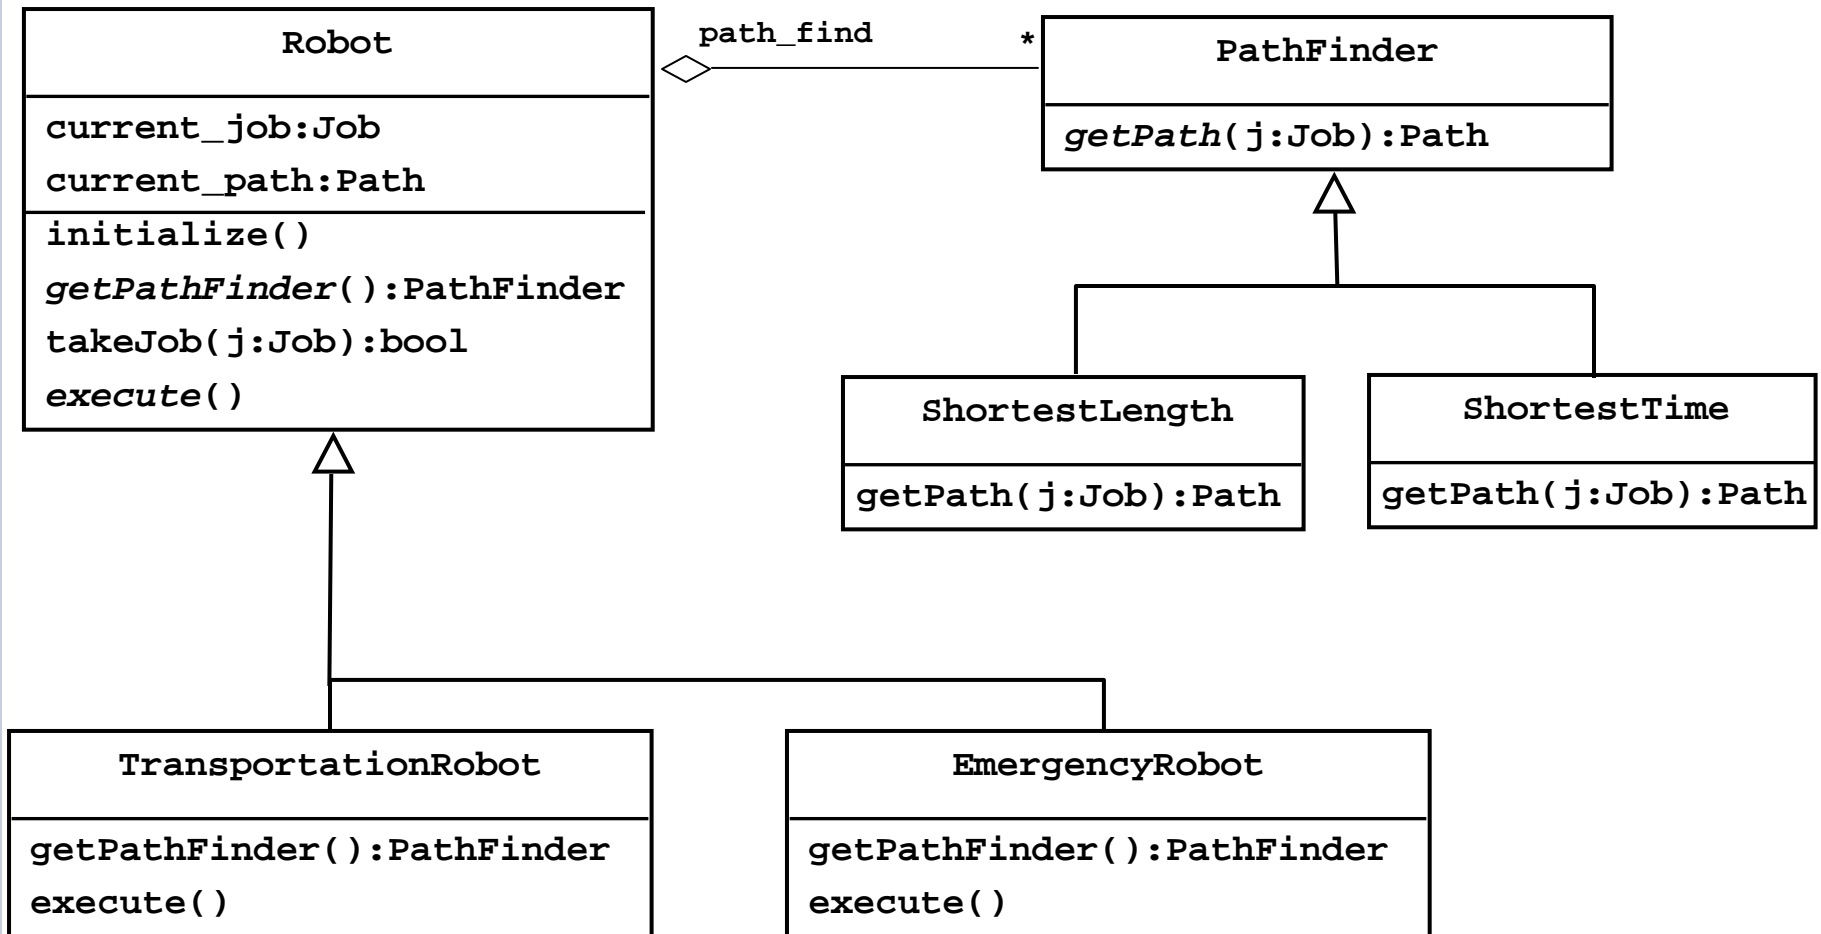 Robot
current_job:Job
current_path:Path
initialize()
getPathFinder():PathFinder
takeJob(j:Job):bool
execute()
path_find
*
PathFinder
getPath(j:Job):Path
ShortestLength
getPath(j:Job):Path
ShortestTime
getPath(j:Job):Path
TransportationRobot
getPathFinder():PathFinder
execute()
EmergencyRobot
getPathFinder():PathFinder
execute()